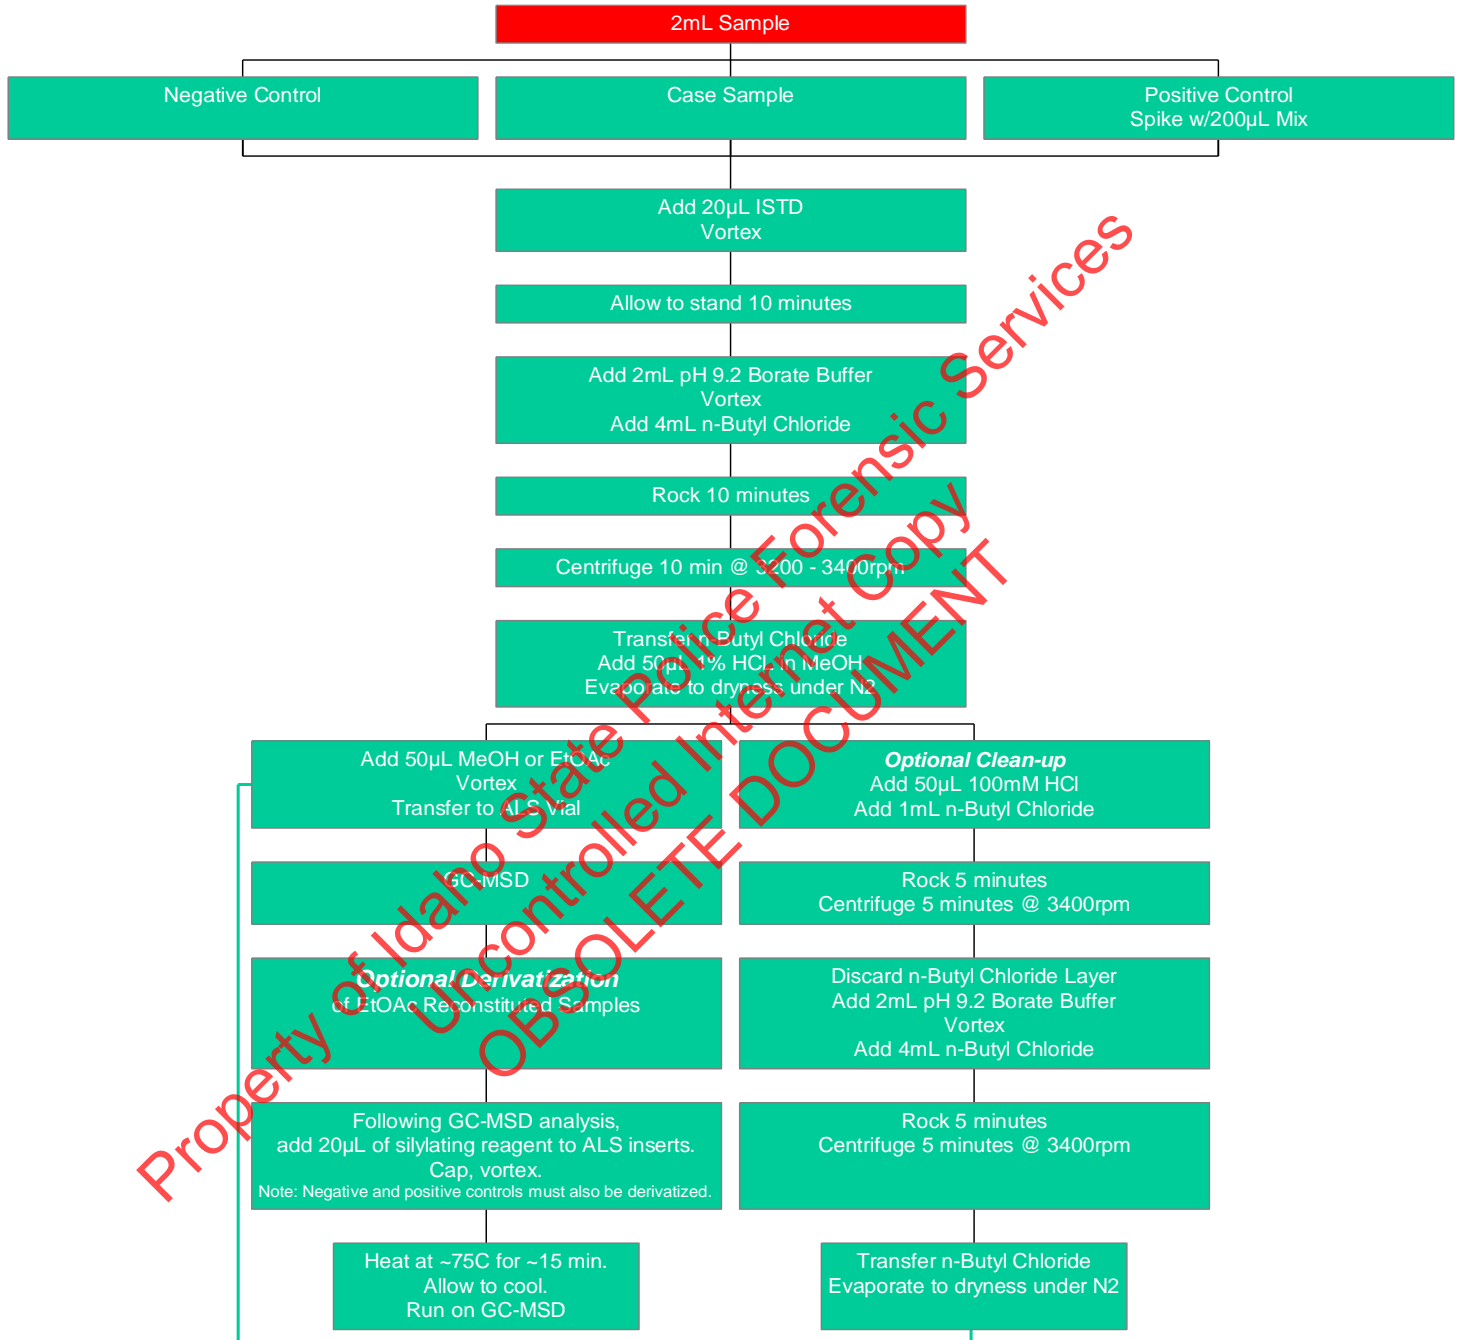 2mL Sample
Negative Control
Case Sample
Positive Control
Spike w/200µL Mix
Add 20µL ISTD
Vortex
Allow to stand 10 minutes
Add 2mL pH 9.2 Borate Buffer
Vortex
Add 4mL n-Butyl Chloride
Rock 10 minutes
Centrifuge 10 min @ 3200 - 3400rpm
Transfer n-Butyl Chloride
Add 50µL 1% HCL in MeOH
Evaporate to dryness under N2
Add 50µL MeOH or EtOAc
Vortex
Transfer to ALS Vial
GC-MSD
Optional Derivatization
of EtOAc Reconstituted Samples
Following GC-MSD analysis,
add 20µL of silylating reagent to ALS inserts.
Cap, vortex.
Note: Negative and positive controls must also be derivatized.
Heat at ~75C for ~15 min.
Allow to cool.
Run on GC-MSD
Optional Clean-up
Add 50µL 100mM HCl
Add 1mL n-Butyl Chloride
Rock 5 minutes
Centrifuge 5 minutes @ 3400rpm
Discard n-Butyl Chloride Layer
Add 2mL pH 9.2 Borate Buffer
Vortex
Add 4mL n-Butyl Chloride
Rock 5 minutes
Centrifuge 5 minutes @ 3400rpm
Transfer n-Butyl Chloride
Evaporate to dryness under N2
Property of Idaho State Police Forensic Services
Uncontrolled Internet Copy
OBSOLETE DOCUMENT